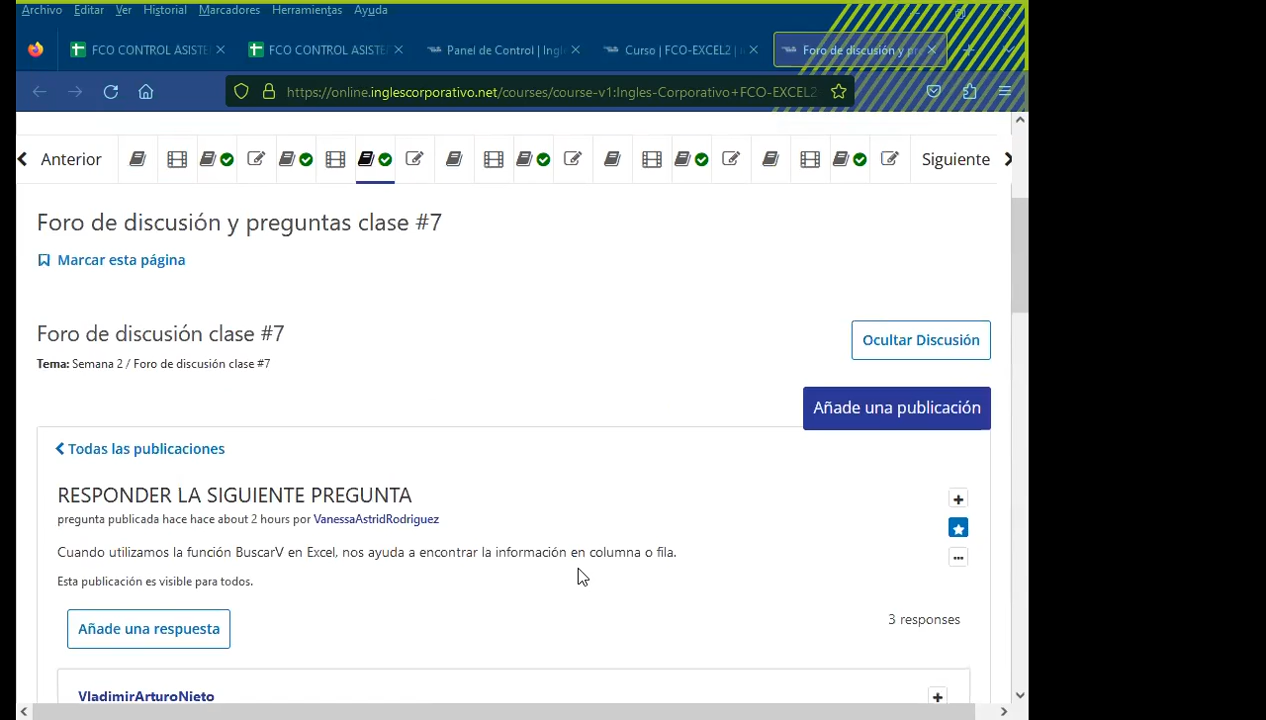 Archivo Editar Ver Historial Marcadores Herramientas Ayuda
FCO CONTROL ASISTE
FCO CONTROL ASISTE
Panel de Control | Ingl
Curso | FCO-EXCEL2 |
Foro de discusión y pr
https://online.inglescorporativo.net/courses/course-v1:Ingles-Corporativo+FCO-EXCEL2
Anterior
Siguiente
Foro de discusión y preguntas clase #7
Marcar esta página
Foro de discusión clase #7
Ocultar Discusión
Tema: Semana 2 / Foro de discusión clase #7
Añade una publicación
Todas las publicaciones
RESPONDER LA SIGUIENTE PREGUNTA
pregunta publicada hace hace about 2 hours por VanessaAstridRodriguez
Cuando utilizamos la función BuscarV en Excel, nos ayuda a encontrar la información en columna o fila.
Esta publicación es visible para todos.
Añade una respuesta
3 responses
VladimirArturoNieto